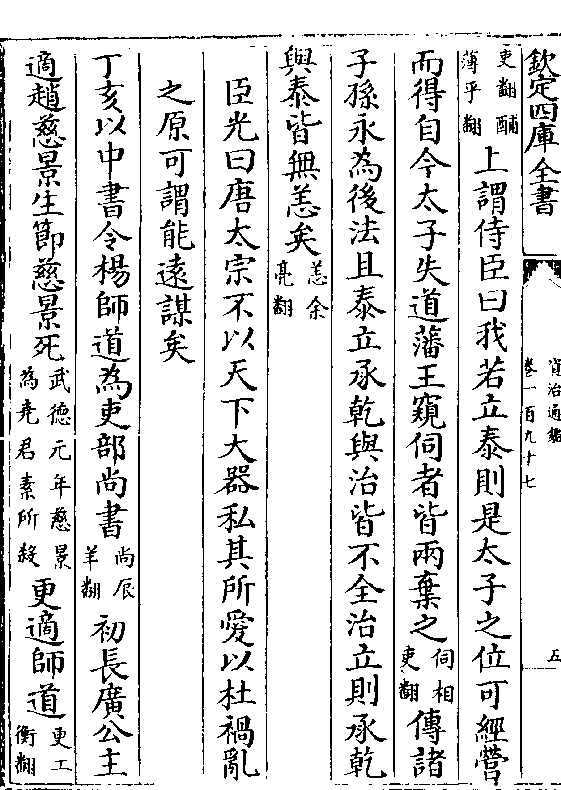 欽定四庫全書
資治通鑑
卷一百九十七
五
吏翻酺
薄乎翻
上謂侍臣曰我若立泰則是太子之位可經營
而得自今太子失道藩王窺伺者皆兩棄之
伺相
吏翻
傳諸
子孫永為後法且泰立承乾與治皆不全治立則承乾
與泰皆無恙矣
恙余
亮翻
臣光曰唐太宗不以天下大器私其所愛以杜禍亂
之原可謂能遠謀矣
丁亥以中書令楊師道為吏部尚書
尚辰
羊翻
初長廣公主
適趙慈景生節慈景死
武德元年慈景
為堯君素所殺
更適師道
更工
衡翻